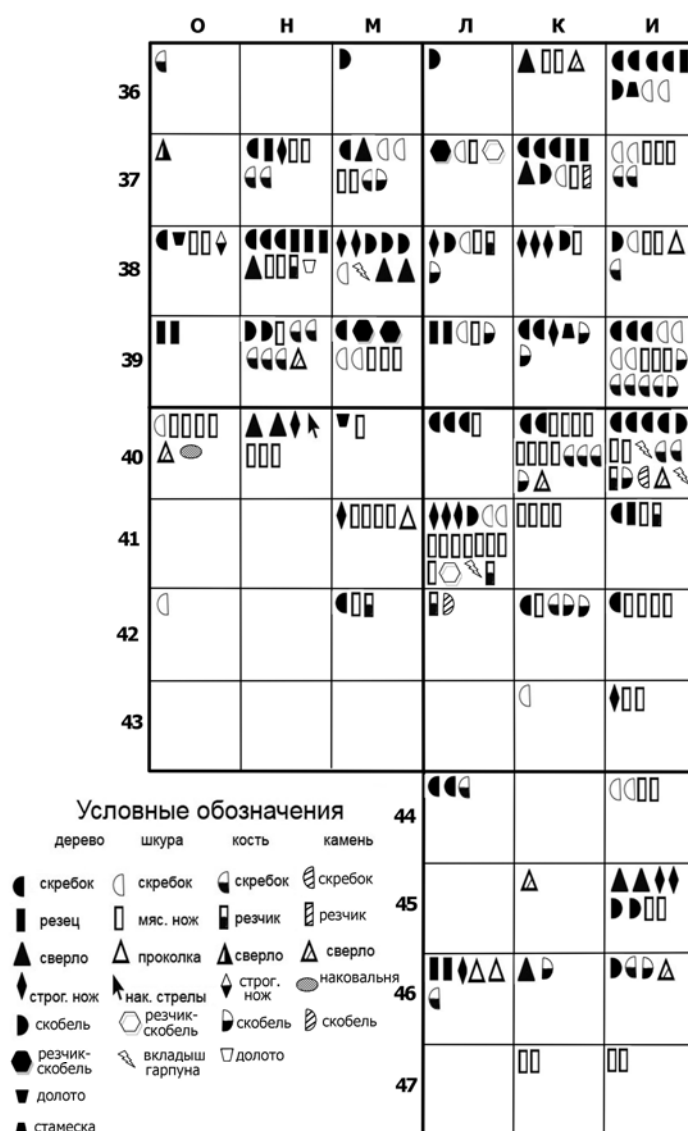 О Н М Л К И
36
37
38
39
40
41
42
43
Условные обозначения
44
дерево шкура кость камень
скребок скребок скребок скребок
45
резец мяс. нож резчик резчик
сверло проколка сверло сверло
строг. нож нак. стрелы строг. нож наковальня
46
скобель резчик-скобель скобель скобель
резчик-скобель вкладыш гарпуна долото
47
долото
стамеска